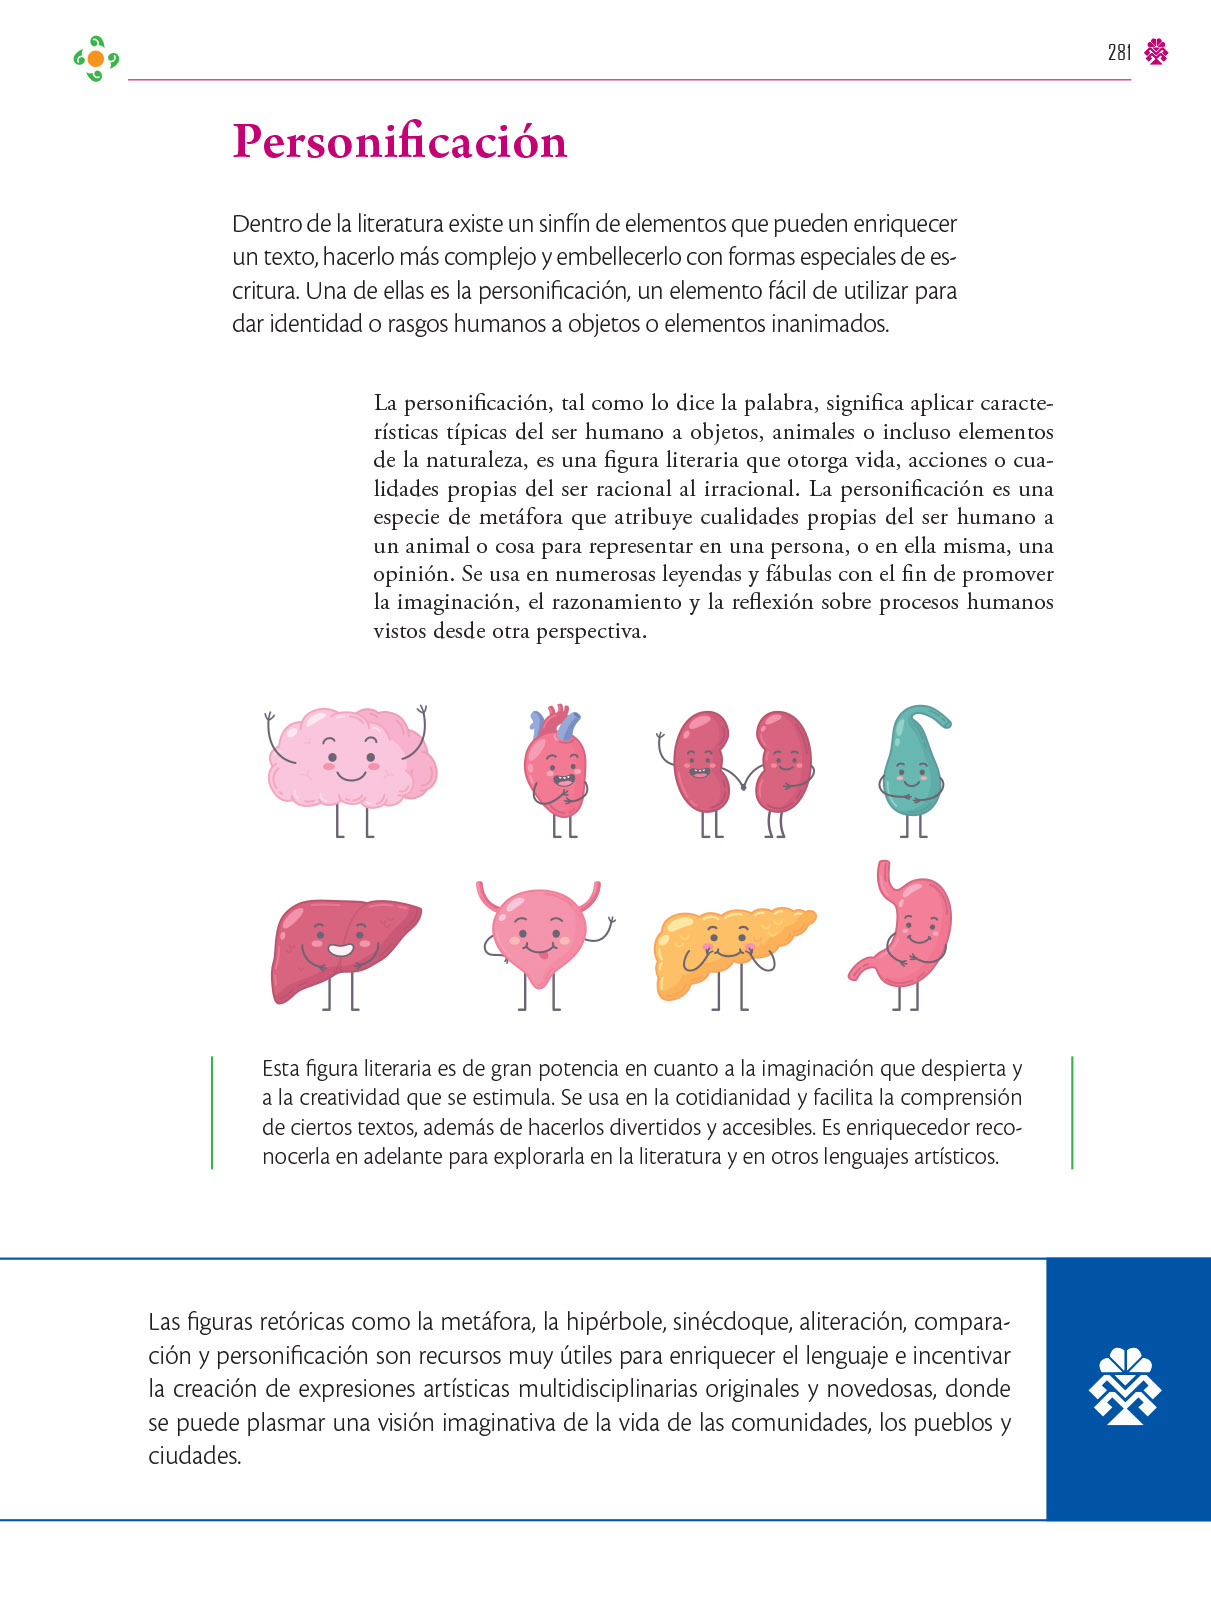 281
Personificación
Dentro de la literatura existe un sinfín de elementos que pueden enriquecer
un texto, hacerlo más complejo y embellecerlo con formas especiales de es-
critura. Una de ellas es la personificación, un elemento fácil de utilizar para
dar identidad o rasgos humanos a objetos o elementos inanimados.
La personificación, tal como lo dice la palabra, significa aplicar caracte-
rísticas típicas del ser humano a objetos, animales o incluso elementos
de la naturaleza, es una figura literaria que otorga vida, acciones o cua-
lidades propias del ser racional al irracional. La personificación es una
especie de metáfora que atribuye cualidades propias del ser humano a
un animal o cosa para representar en una persona, o en ella misma, una
opinión. Se usa en numerosas leyendas y fábulas con el fin de promover
la imaginación, el razonamiento y la reflexión sobre procesos humanos
vistos desde otra perspectiva.
Esta figura literaria es de gran potencia en cuanto a la imaginación que despierta y
a la creatividad que se estimula. Se usa en la cotidianidad y facilita la comprensión
de ciertos textos, además de hacerlos divertidos y accesibles. Es enriquecedor reco-
nocerla en adelante para explorarla en la literatura y en otros lenguajes artísticos.
Las figuras retóricas como la metáfora, la hipérbole, sinécdoque, aliteración, compara-
ción y personificación son recursos muy útiles para enriquecer el lenguaje e incentivar
la creación de expresiones artísticas multidisciplinarias originales y novedosas, donde
se puede plasmar una visión imaginativa de la vida de las comunidades, los pueblos y
ciudades.